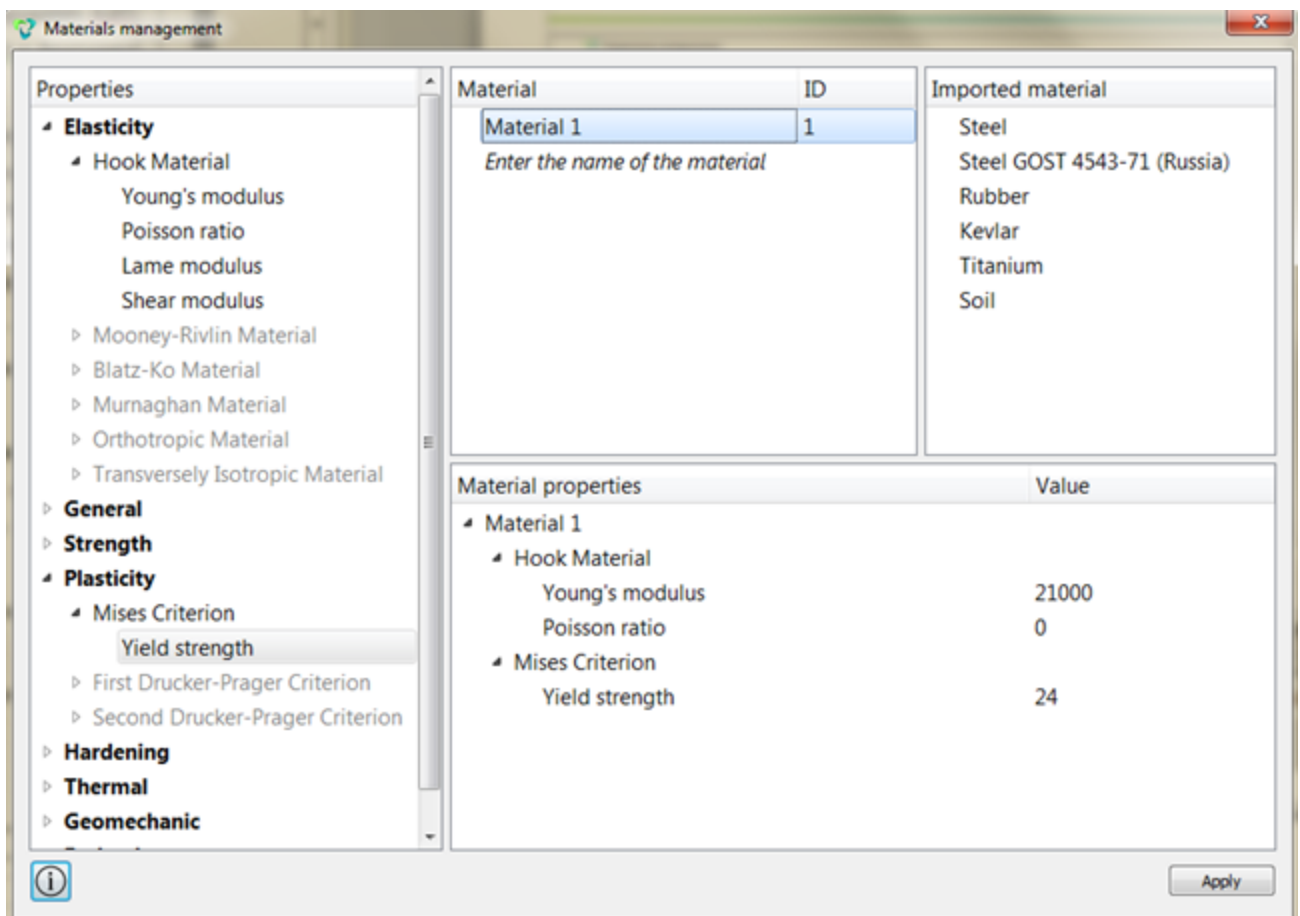 Materials management
Properties
Elasticity
Hook Material
Young's modulus
Poisson ratio
Lame modulus
Shear modulus
Mooney-Rivlin Material
Blatz-Ko Material
Murnaghan Material
Orthotropic Material
Transversely Isotropic Material
General
Strength
Plasticity
Mises Criterion
Yield strength
First Drucker-Prager Criterion
Second Drucker-Prager Criterion
Hardening
Thermal
Geomechanic
Material ID
Material 1 1
Enter the name of the material
Imported material
Steel
Steel GOST 4543-71 (Russia)
Rubber
Kevlar
Titanium
Soil
Material properties Value
Material 1
Hook Material
Young's modulus 21000
Poisson ratio 0
Mises Criterion
Yield strength 24
Apply